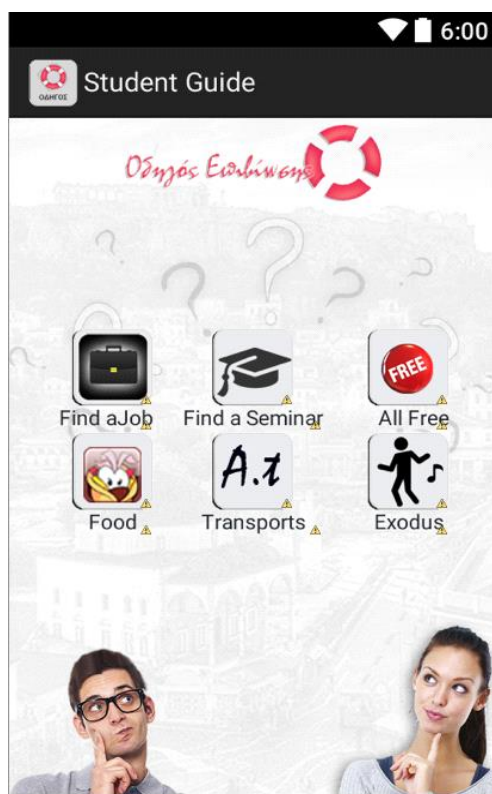 6:00
ΟΔΗΓΟΣ
Student Guide
Οδηγός Επιβίωσης
FREE
Find aJob Find a Seminar All Free
A.t
Food Transports Exodus